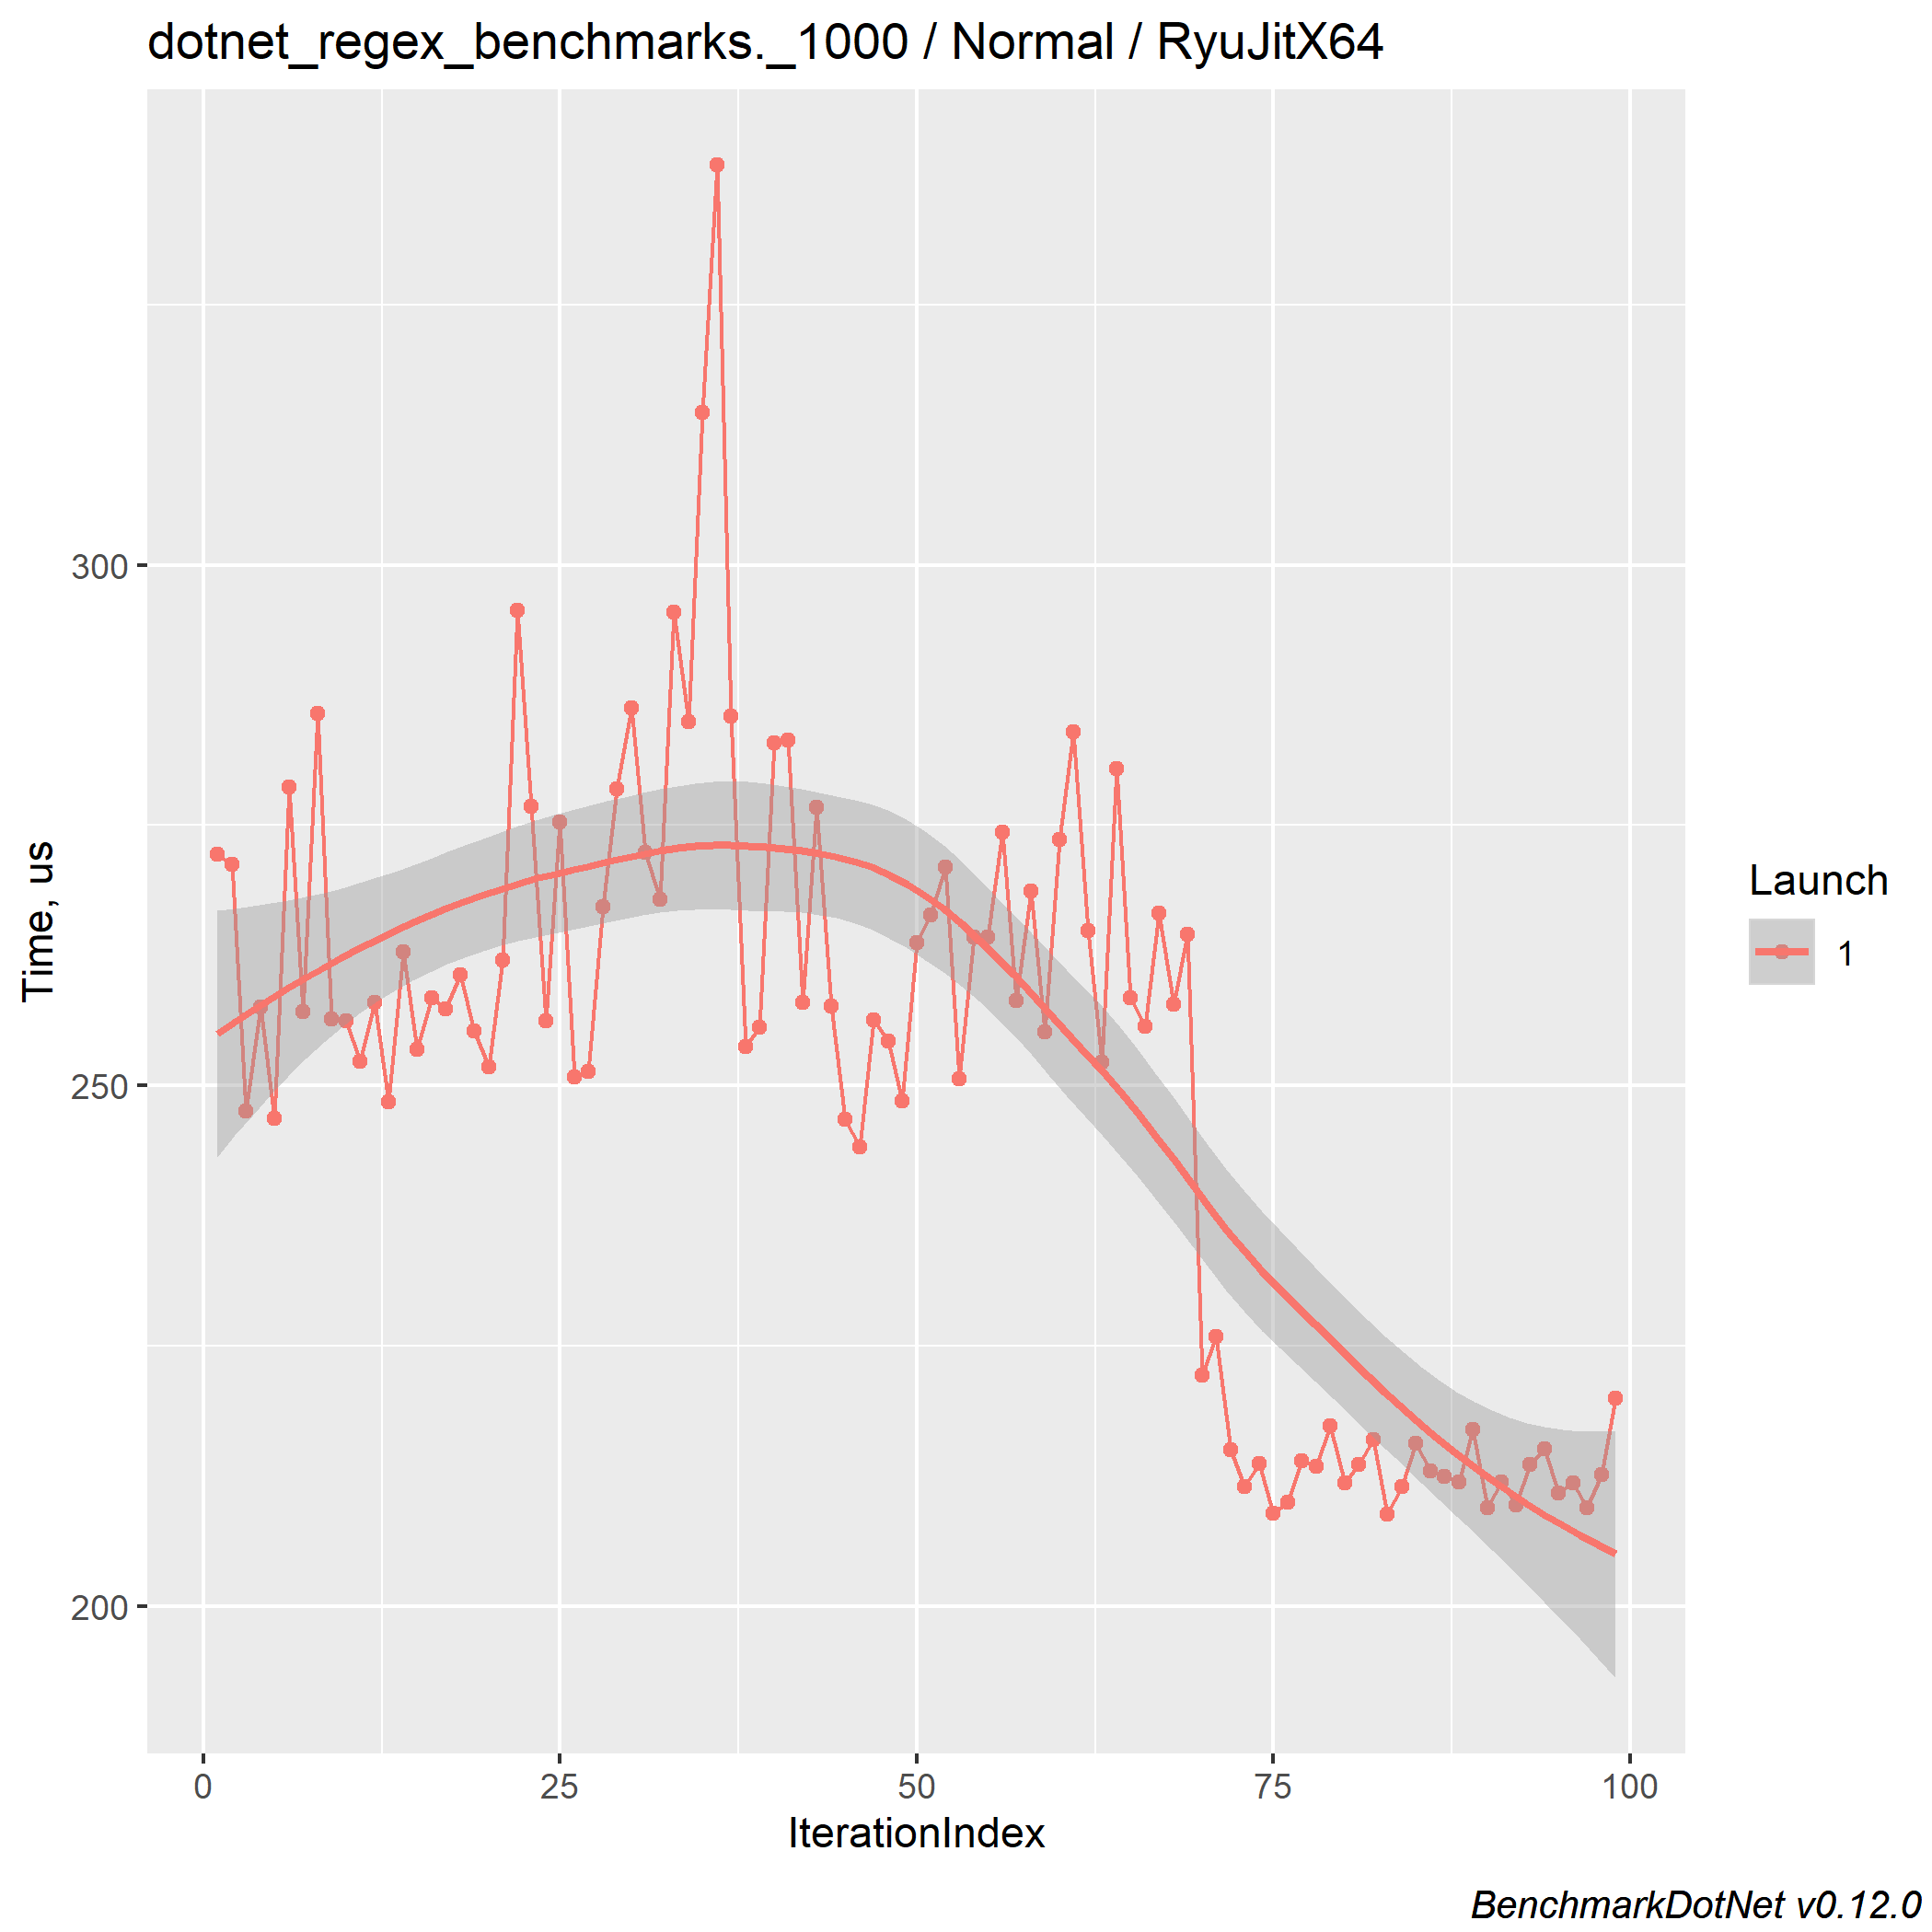 dotnet_regex_benchmarks._1000 / Normal / RyuJitX64
Time, us
300
250
200
0 25 50 75 100
IterationIndex
Launch
1
BenchmarkDotNet v0.12.0